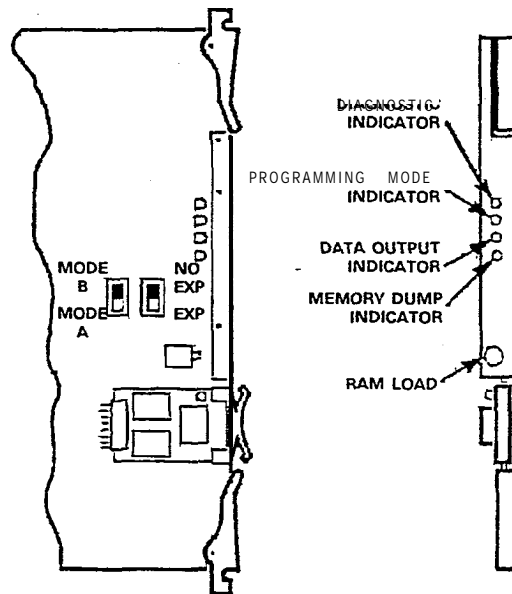 DIAGNOSTIC
INDICATOR
PROGRAMMING MODE
INDICATOR
DATA OUTPUT
INDICATOR
MEMORY DUMP
INDICATOR
RAM LOAD
MODE
B
NO
EXP
MODE
A
EXP